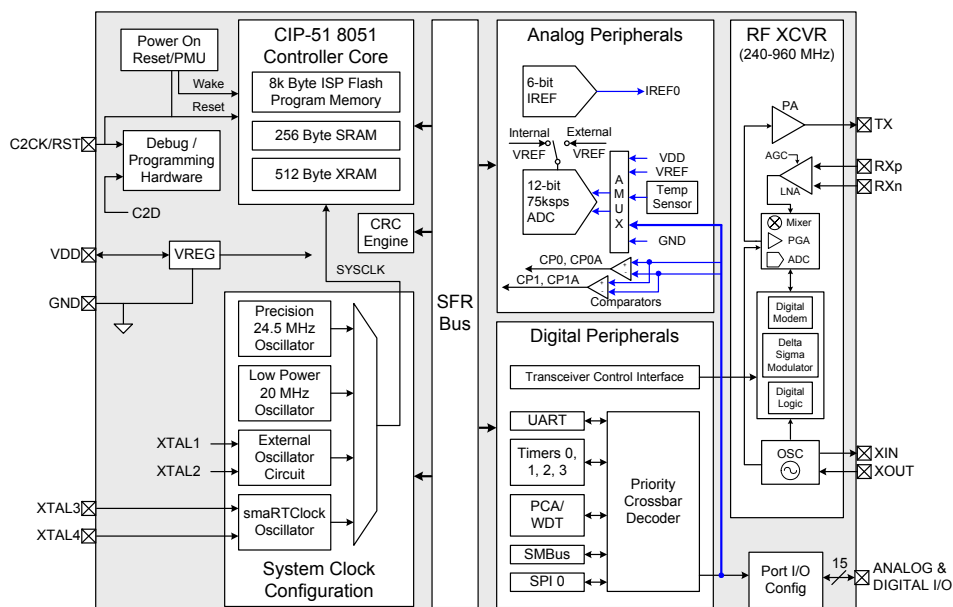 Power On
Reset/PMU
Wake
Reset
C2CK/RST
Debug /
Programming
Hardware
C2D
VDD
VREG
GND
CIP-51 8051
Controller Core
8k Byte ISP Flash
Program Memory
256 Byte SRAM
512 Byte XRAM
CRC
Engine
SYSCLK
Precision
24.5 MHz
Oscillator
Low Power
20 MHz
Oscillator
XTAL1
XTAL2
External
Oscillator
Circuit
XTAL3
XTAL4
smaRTClock
Oscillator
System Clock
Configuration
SFR
Bus
Analog Peripherals
6-bit
IREF
IREF0
Internal
VREF
External
VREF
12-bit
75ksps
ADC
A
M
U
X
VDD
VREF
Temp
Sensor
GND
CP0, CP0A
CP1, CP1A
+
-
+
-
Comparators
Digital Peripherals
Transceiver Control Interface
UART
Timers 0,
1, 2, 3
PCA/
WDT
SMBus
SPI 0
Priority
Crossbar
Decoder
RF XCVR
(240-960 MHz)
PA
TX
AGC
LNA
RXp
RXn
Mixer
PGA
ADC
Digital
Modem
Delta
Sigma
Modulator
Digital
Logic
OSC
XIN
XOUT
Port I/O
Config
15
ANALOG &
DIGITAL I/O